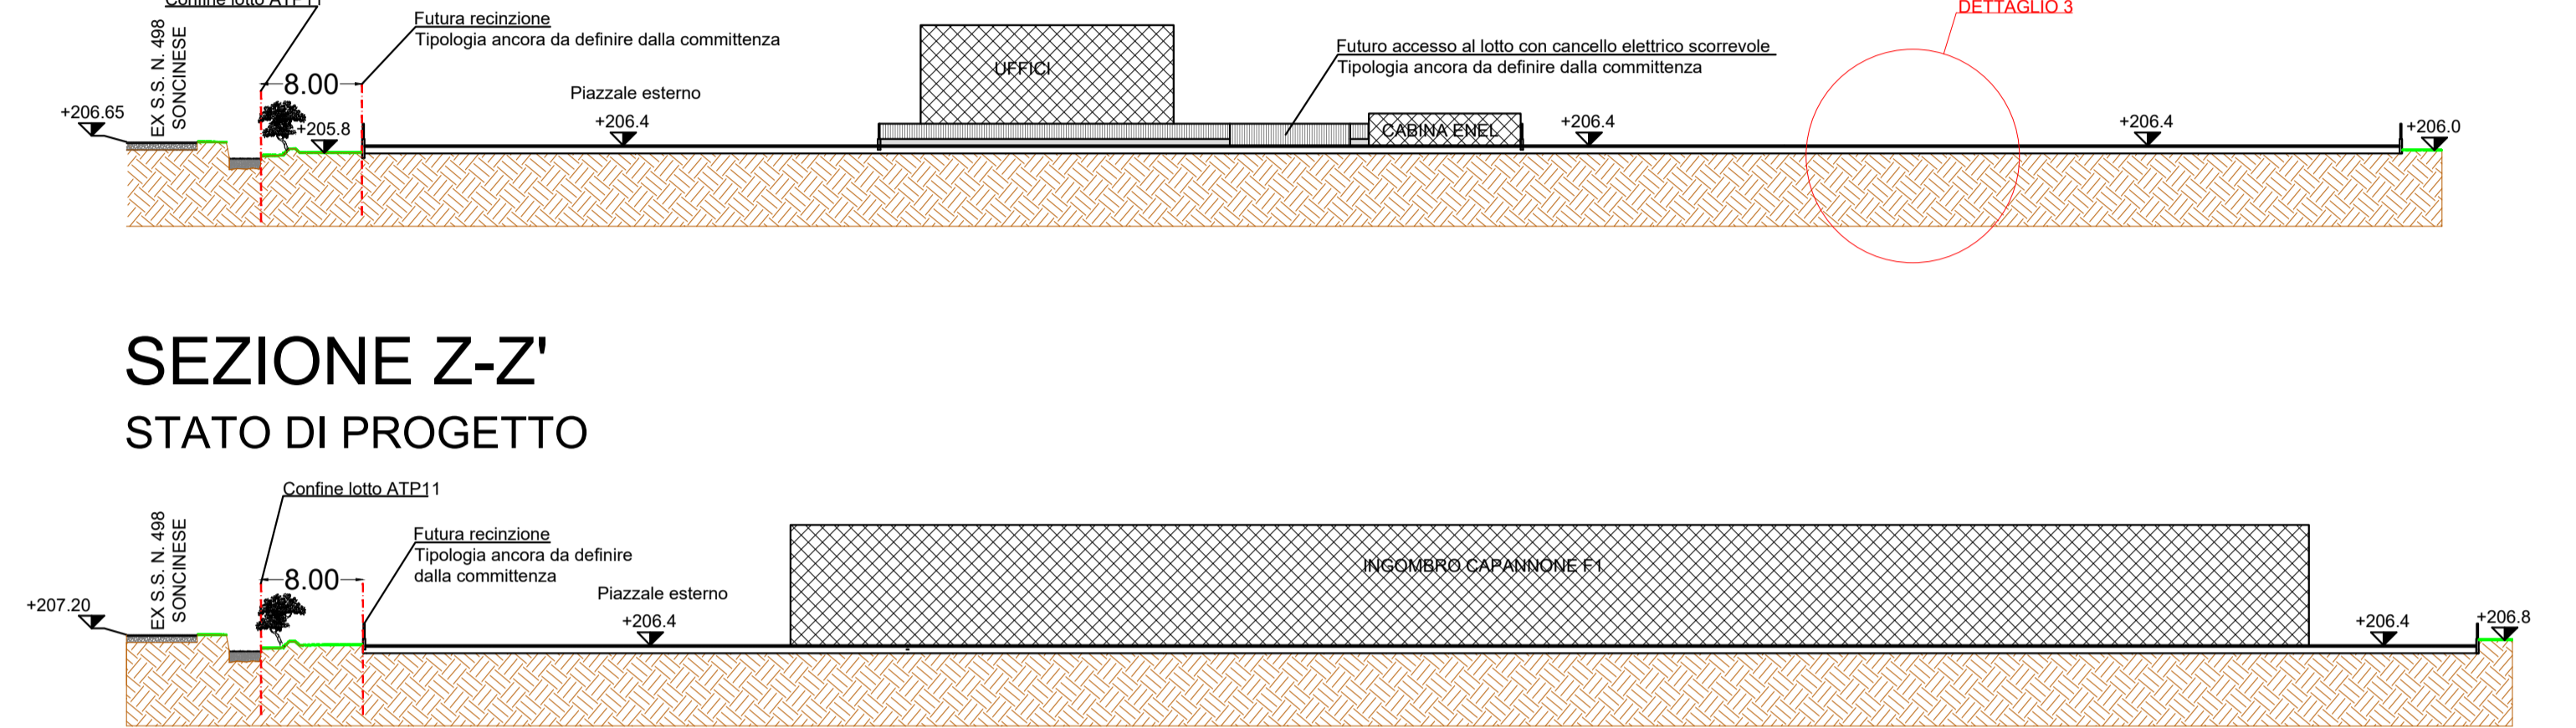 Confine lotto ATP11
Futura recinzione
Tipologia ancora da definire dalla committenza
DETTAGLIO 3
EX S.S. N. 498
SONCINESE
+206.65
8.00
+205.8
Piazzale esterno
+206.4
UFFICI
Futuro accesso al lotto con cancello elettrico scorrevole
Tipologia ancora da definire dalla committenza
CABINA ENEL
+206.4
+206.4
+206.0
SEZIONE Z-Z'
STATO DI PROGETTO
Confine lotto ATP11
EX S.S. N. 498
SONCINESE
+207.20
8.00
Futura recinzione
Tipologia ancora da definire
dalla committenza
Piazzale esterno
+206.4
INGOMBRO CAPANNONE F1
+206.4
+206.8